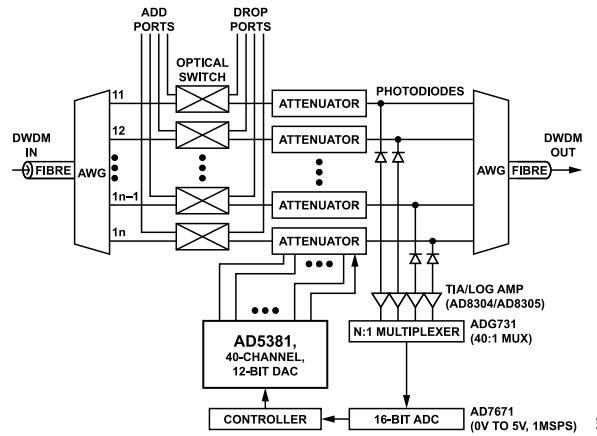 ADD
PORTS
DROP
PORTS
OPTICAL
SWITCH
PHOTODIODES
11
ATTENUATOR
12
ATTENUATOR
DWDM
IN
FIBRE
AWG
AWG
FIBRE
DWDM
OUT
1n–1
ATTENUATOR
1n
ATTENUATOR
TIA/LOG AMP
(AD8304/AD8305)
AD5381,
40-CHANNEL,
12-BIT DAC
N:1 MULTIPLEXER
ADG731
(40:1 MUX)
CONTROLLER
16-BIT ADC
AD7671
(0V TO 5V, 1MSPS)